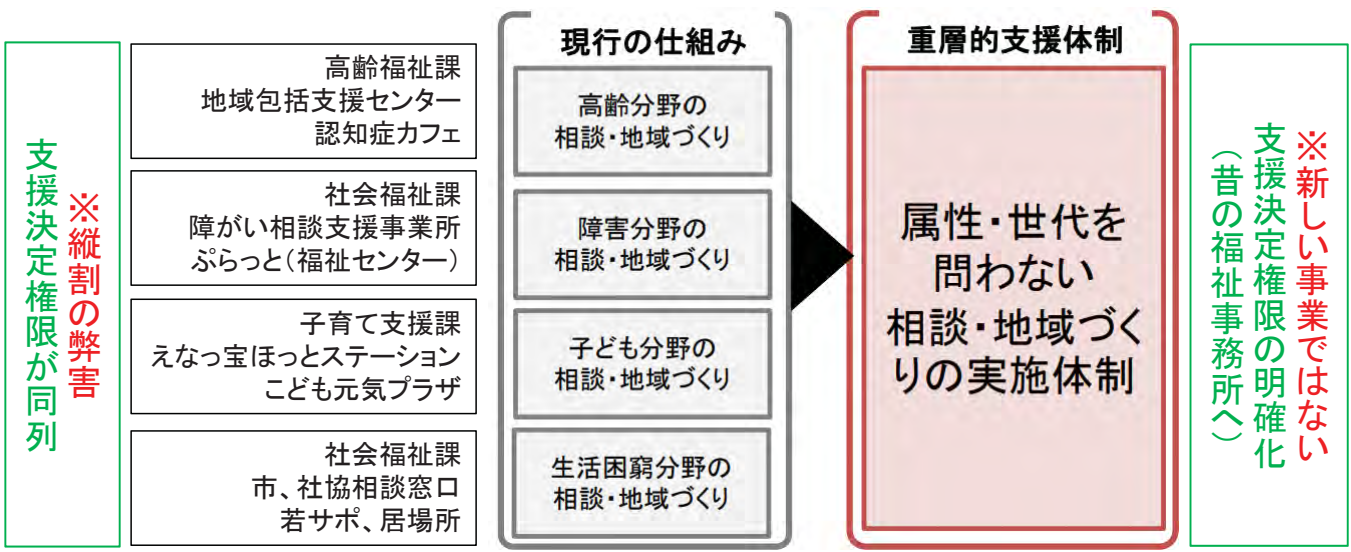 ※縦割の弊害
支援決定権限が同列
高齢福祉課
地域包括支援センター
認知症カフェ
社会福祉課
障がい相談支援事業所
ぷらっと(福祉センター)
子育て支援課
えなっ宝ほっとステーション
こども元気プラザ
社会福祉課
市、社協相談窓口
若サポ、居場所
現行の仕組み
高齢分野の
相談・地域づくり
障害分野の
相談・地域づくり
子ども分野の
相談・地域づくり
生活困窮分野の
相談・地域づくり
重層的支援体制
属性・世代を
問わない
相談・地域づく
りの実施体制
※新しい事業ではない
支援決定権限の明確化
(昔の福祉事務所へ)